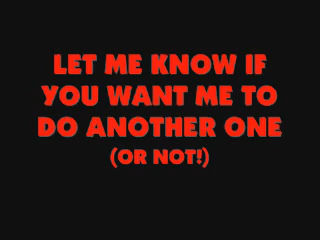 LET ME KNOW IF
YOU WANT ME TO
DO ANOTHER ONE
(OR NOT!)